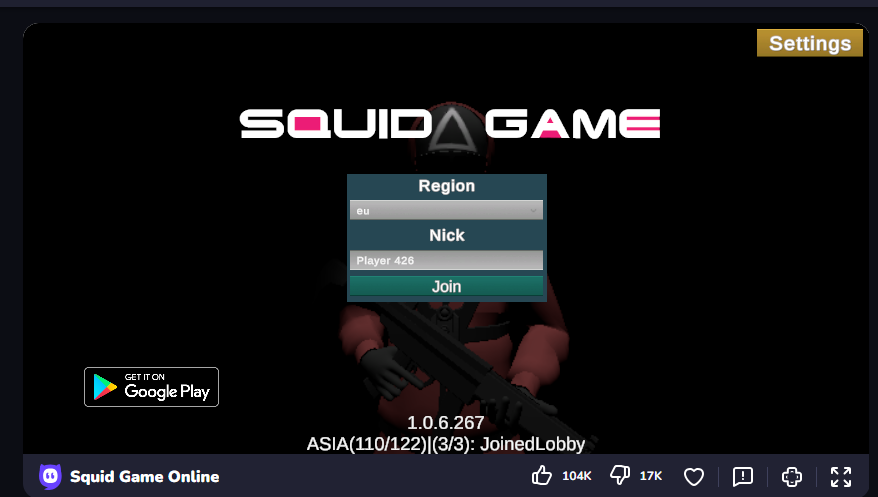 Settings
SQUID GAME
Region
eu
Nick
Player 426
Join
GET IT ON
Google Play
1.0.6.267
ASIA(110/122)|(3/3): JoinedLobby
Squid Game Online
104K
17K